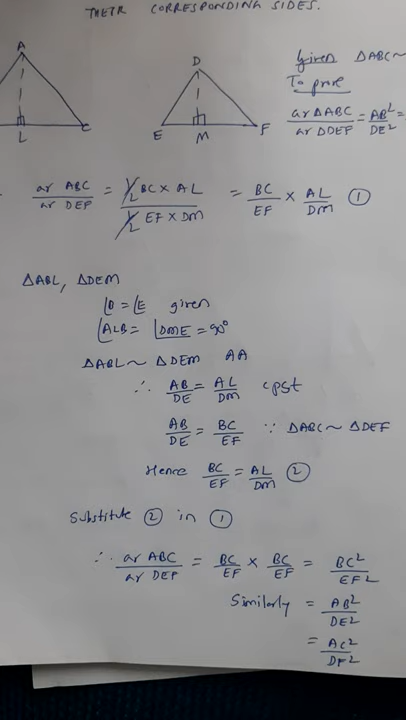 THEIR CORRESPONDING SIDES.
A
L
C
D
E
M
F
Given ΔABC~
To prove
ar ΔABC / ar ΔDEF = AB² / DE² =
ar ABC / ar DEF = ½ BC × AL / ½ EF × DM = BC / EF × AL / DM ①
ΔABL, ΔDEM
∠B = ∠E given
∠ALB = ∠DME = 90°
ΔABL ~ ΔDEM AA
∴ AB / DE = AL / DM cpst
AB / DE = BC / EF ∵ ΔABC ~ ΔDEF
Hence BC / EF = AL / DM ②
Substitute ② in ①
∴ ar ABC / ar DEF = BC / EF × BC / EF = BC² / EF²
Similarly = AB² / DE²
= AC² / DF²